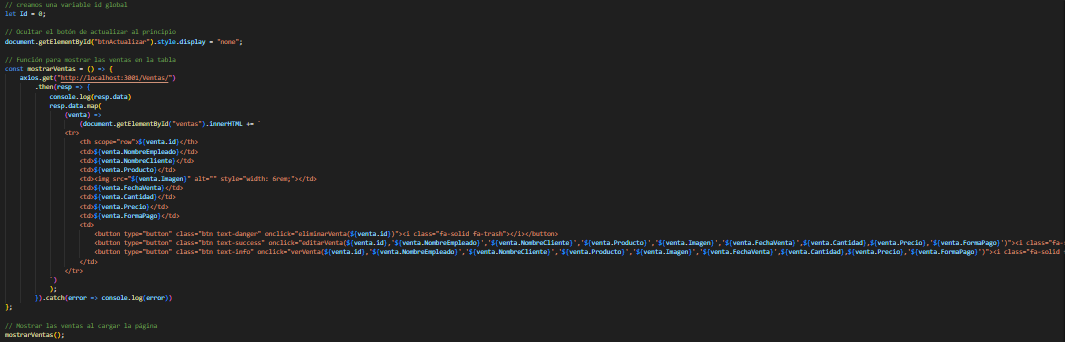 // creamos una variable id global
let Id = 0;
// Ocultar el botón de actualizar al principio
document.getElementById("btnActualizar").style.display = "none";
// Función para mostrar las ventas en la tabla
const mostrarVentas = () => {
axios.get("http://localhost:3001/Ventas/")
.then(resp => {
console.log(resp.data)
resp.data.map(
(venta) =>
(document.getElementById("ventas").innerHTML += `
<tr>
<th scope="row">${venta.id}</th>
<td>${venta.NombreEmpleado}</td>
<td>${venta.NombreCliente}</td>
<td>${venta.Producto}</td>
<td><img src="${venta.Imagen}" alt="" style="width: 6rem;"></td>
<td>${venta.FechaVenta}</td>
<td>${venta.Cantidad}</td>
<td>${venta.Precio}</td>
<td>${venta.FormaPago}</td>
<td>
<button type="button" class="btn text-danger" onclick="eliminarVenta(${venta.id})"><i class="fa-solid fa-trash"></i></button>
<button type="button" class="btn text-success" onclick="editarVenta(${venta.id},'${venta.NombreEmpleado}','${venta.NombreCliente}','${venta.Producto}','${venta.Imagen}','${venta.FechaVenta}',${venta.Cantidad},${venta.Precio},'${venta.FormaPago}')"><i class="fa-
<button type="button" class="btn text-info" onclick="verVenta(${venta.id},'${venta.NombreEmpleado}','${venta.NombreCliente}','${venta.Producto}','${venta.Imagen}','${venta.FechaVenta}',${venta.Cantidad},${venta.Precio},'${venta.FormaPago}')"><i class="fa-solid
</td>
</tr>
`)
);
}).catch(error => console.log(error))
};
// Mostrar las ventas al cargar la página
mostrarVentas();